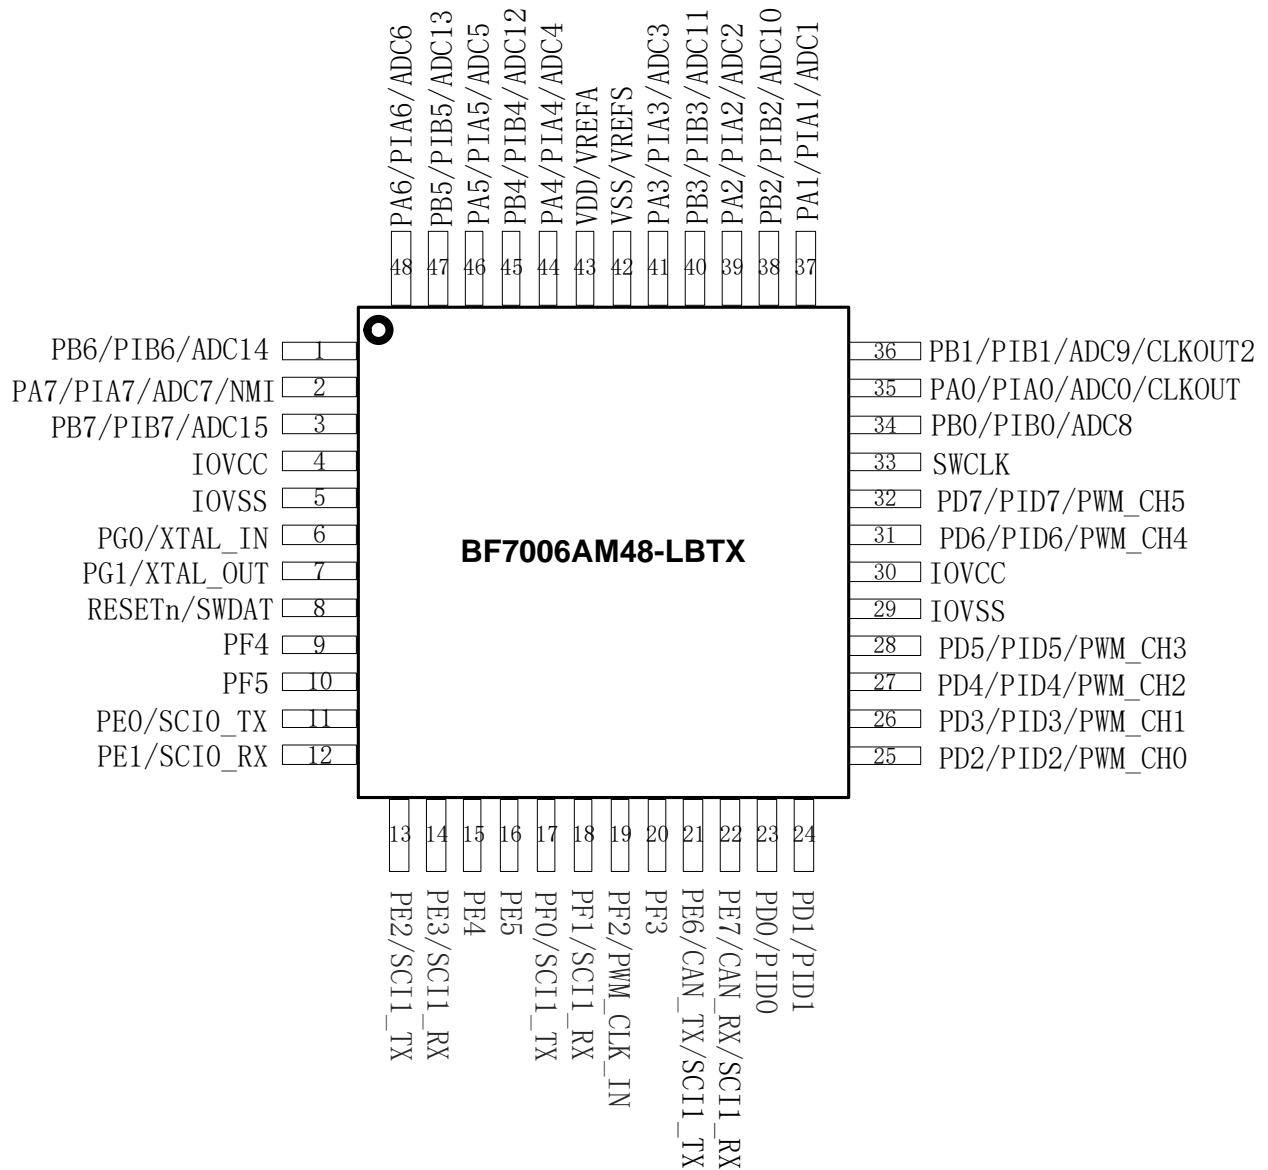 PA6/PIA6/ADC6
PB5/PIB5/ADC13
PA5/PIA5/ADC5
PB4/PIB4/ADC12
PA4/PIA4/ADC4
VDD/VREFA
VSS/VREFS
PA3/PIA3/ADC3
PB3/PIB3/ADC11
PA2/PIA2/ADC2
PB2/PIB2/ADC10
PA1/PIA1/ADC1
48 47 46 45 44 43 42 41 40 39 38 37
PB6/PIB6/ADC14 1
PA7/PIA7/ADC7/NMI 2
PB7/PIB7/ADC15 3
IOVCC 4
IOVSS 5
PG0/XTAL_IN 6
PG1/XTAL_OUT 7
RESETn/SWDAT 8
PF4 9
PF5 10
PE0/SCI0_TX 11
PE1/SCI0_RX 12
BF7006AM48-LBTX
36 PB1/PIB1/ADC9/CLKOUT2
35 PA0/PIA0/ADC0/CLKOUT
34 PB0/PIB0/ADC8
33 SWCLK
32 PD7/PID7/PWM_CH5
31 PD6/PID6/PWM_CH4
30 IOVCC
29 IOVSS
28 PD5/PID5/PWM_CH3
27 PD4/PID4/PWM_CH2
26 PD3/PID3/PWM_CH1
25 PD2/PID2/PWM_CH0
13 14 15 16 17 18 19 20 21 22 23 24
PE2/SCI1_TX
PE3/SCI1_RX
PE4
PE5
PF0/SCI1_TX
PF1/SCI1_RX
PF2/PWM_CLK_IN
PF3
PE6/CAN_TX/SCI1_TX
PE7/CAN_RX/SCI1_RX
PD0/PID0
PD1/PID1